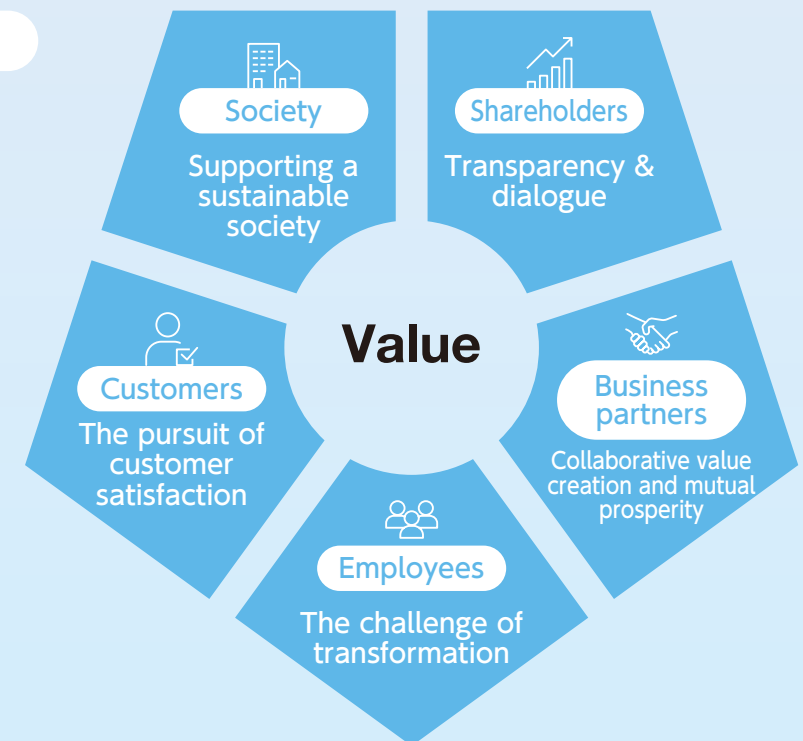 Society
Supporting a
sustainable
society
Shareholders
Transparency &
dialogue
Value
Customers
The pursuit of
customer
satisfaction
Business
partners
Collaborative value
creation and mutual
prosperity
Employees
The challenge of
transformation